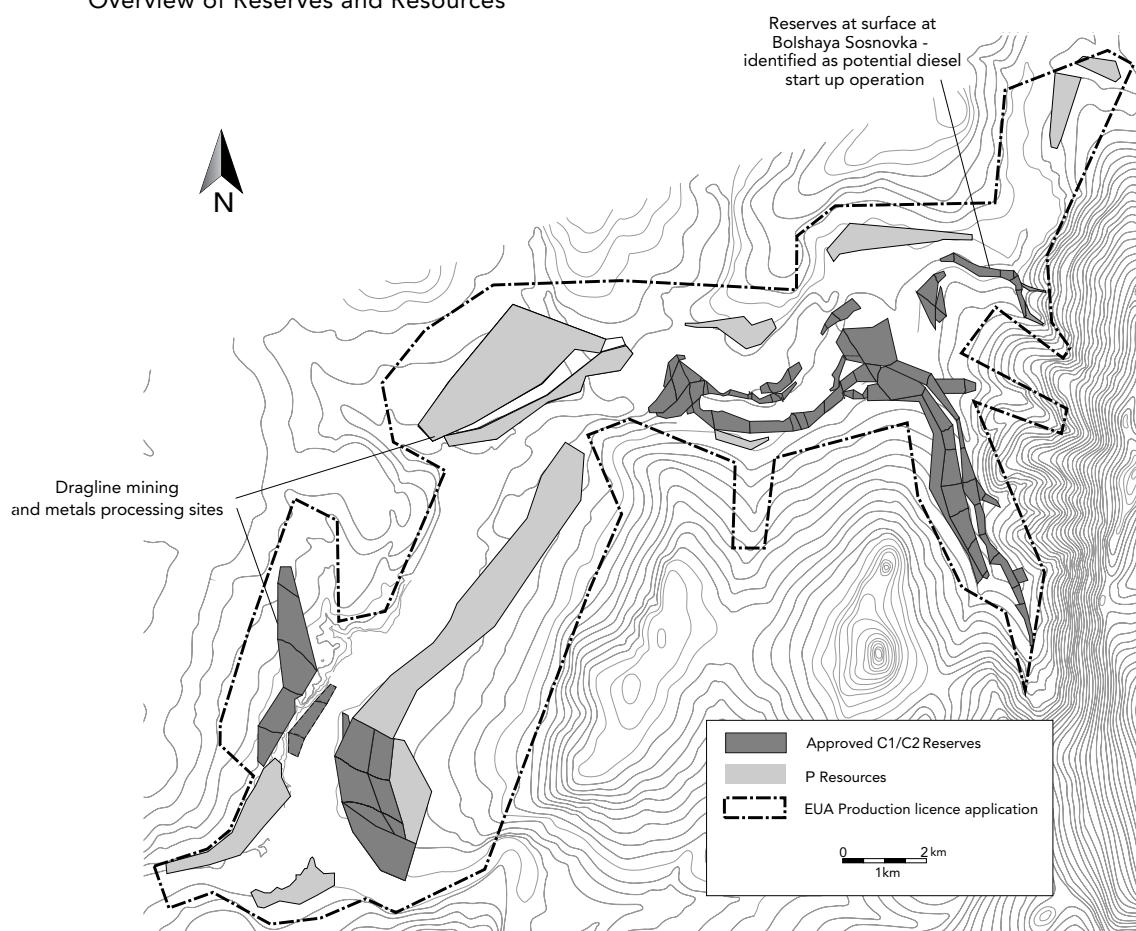 Overview of Reserves and Resources
Reserves at surface at
Bolshaya Sosnovka -
identified as potential diesel
start up operation
N
Dragline mining
and metals processing sites
Approved C1/C2 Reserves
P Resources
EUA Production licence application
0 2 km
1km